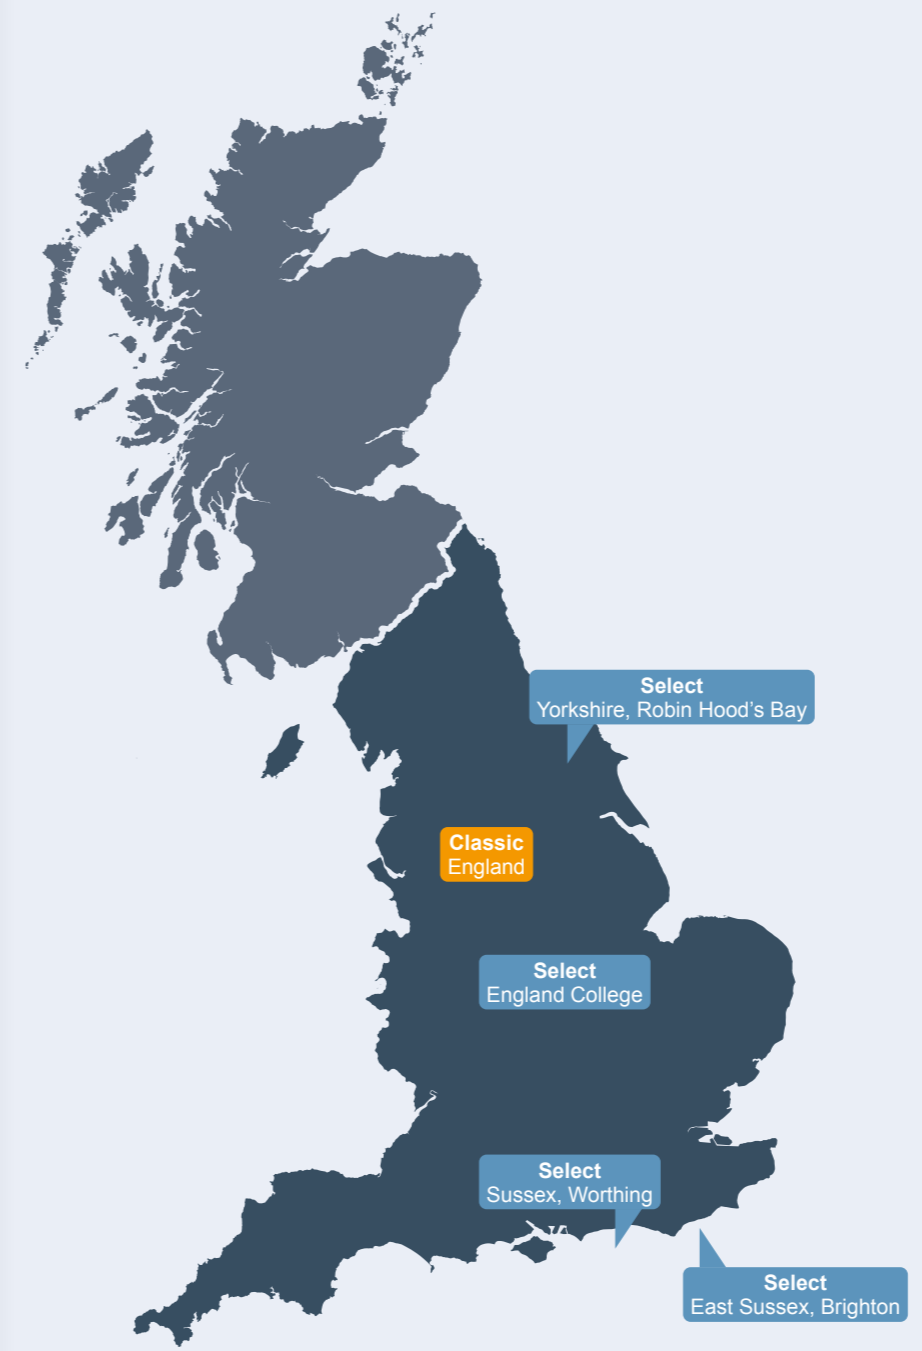 Select
Yorkshire, Robin Hood’s Bay
Classic
England
Select
England College
Select
Sussex, Worthing
Select
East Sussex, Brighton